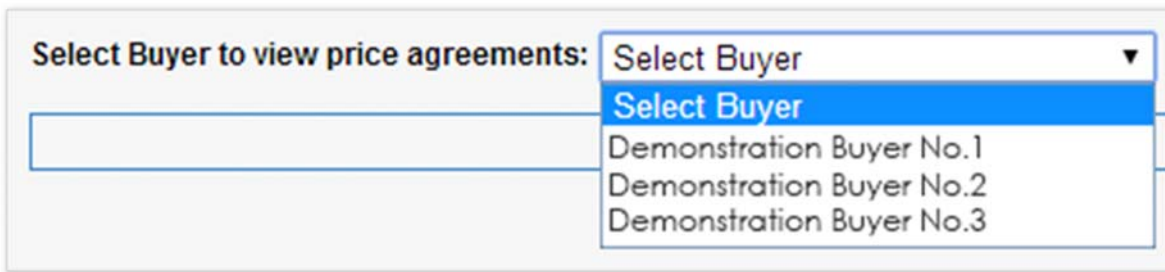 Select Buyer to view price agreements: Select Buyer
Select Buyer
Demonstration Buyer No.1
Demonstration Buyer No.2
Demonstration Buyer No.3